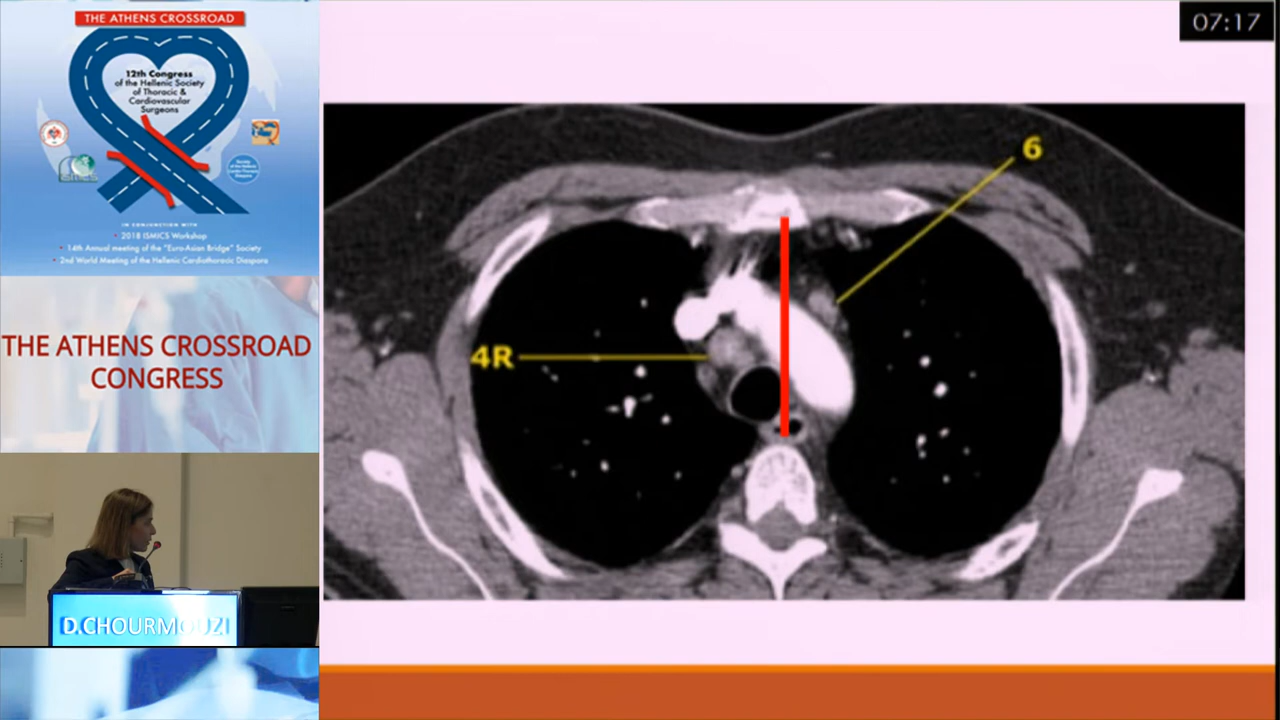 THE ATHENS CROSSROAD
12th Congress
of the Hellenic Society
of Thoracic &
Cardiovascular
Surgeons
IN CONJUNCTION WITH
2018 ISMICS Workshop
14th Annual meeting of the "Euro-Asian Bridge" Society
2nd World Meeting of the Hellenic Cardiothoracic Diaspora
THE ATHENS CROSSROAD
CONGRESS
D.CHOURMOUZI
07:17
6
4R